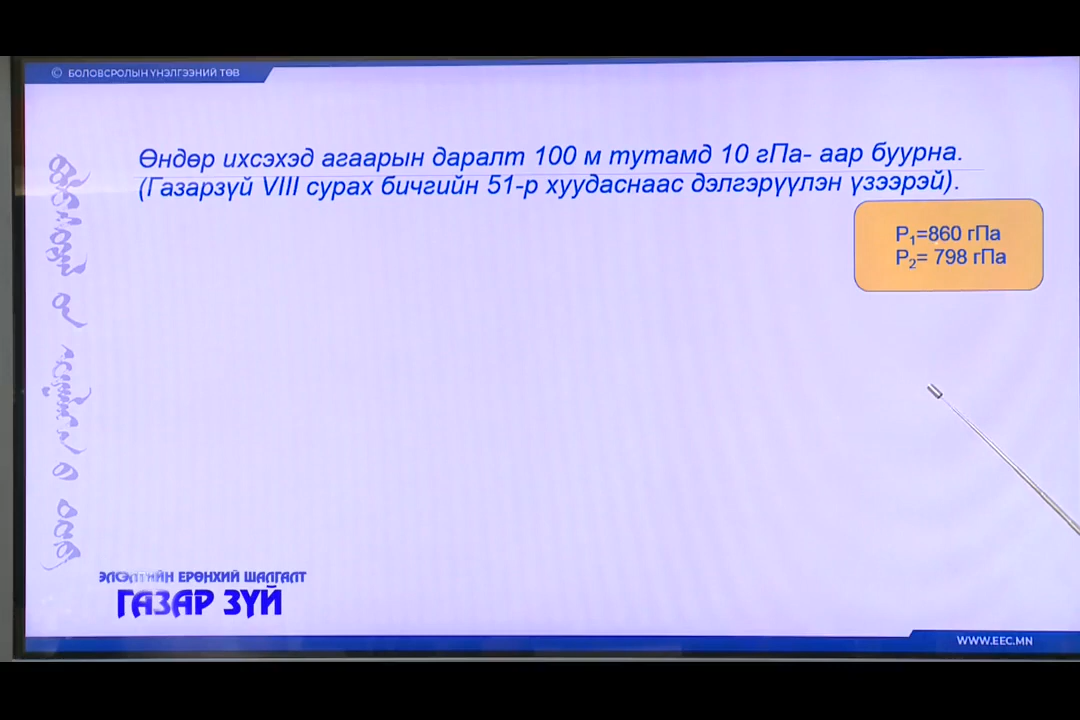 © БОЛОВСРОЛЫН ҮНЭЛГЭЭНИЙ ТӨВ
Өндөр ихсэхэд агаарын даралт 100 м тутамд 10 гПа- аар буурна.
(Газарзүй VIII сурах бичгийн 51-р хуудаснаас дэлгэрүүлэн үзээрэй).
P₁=860 гПа
P₂= 798 гПа
ЭЛСЭЛТИЙН ЕРӨНХИЙ ШАЛГАЛТ
ГАЗАР ЗҮЙ
WWW.EEC.MN